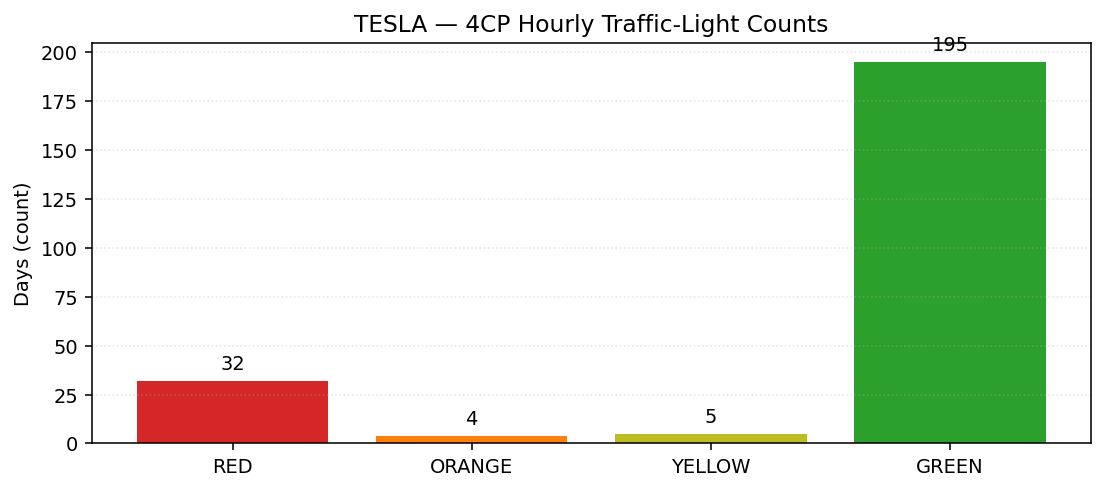 TESLA — 4CP Hourly Traffic-Light Counts
Days (count)
200
175
150
125
100
75
50
25
0
32
4
5
195
RED
ORANGE
YELLOW
GREEN